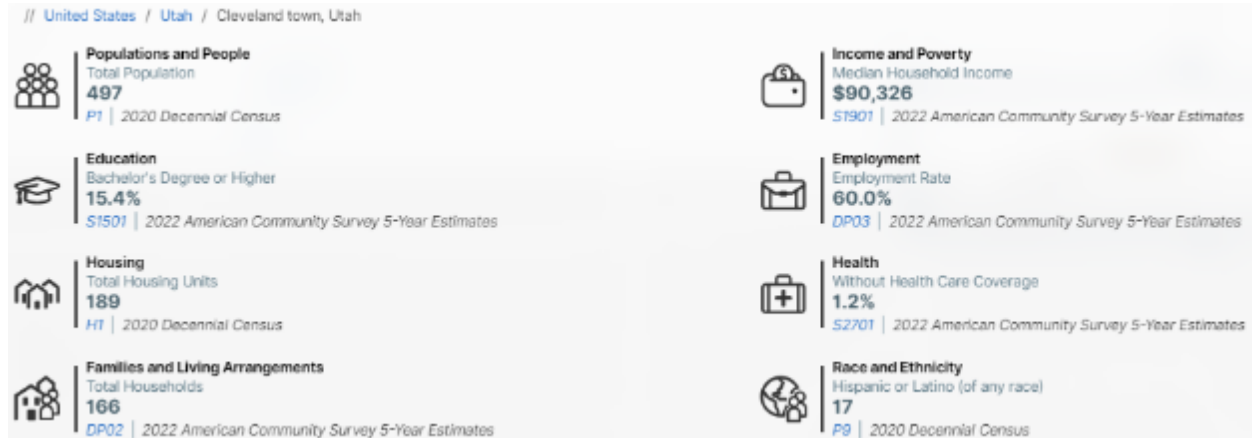 // United States / Utah / Cleveland town, Utah
Populations and People
Total Population
497
P1 | 2020 Decennial Census
Income and Poverty
Median Household Income
$90,326
S1901 | 2022 American Community Survey 5-Year Estimates
Education
Bachelor's Degree or Higher
15.4%
S1501 | 2022 American Community Survey 5-Year Estimates
Employment
Employment Rate
60.0%
DP03 | 2022 American Community Survey 5-Year Estimates
Housing
Total Housing Units
189
H1 | 2020 Decennial Census
Health
Without Health Care Coverage
1.2%
S2701 | 2022 American Community Survey 5-Year Estimates
Families and Living Arrangements
Total Households
166
DP02 | 2022 American Community Survey 5-Year Estimates
Race and Ethnicity
Hispanic or Latino (of any race)
17
P9 | 2020 Decennial Census